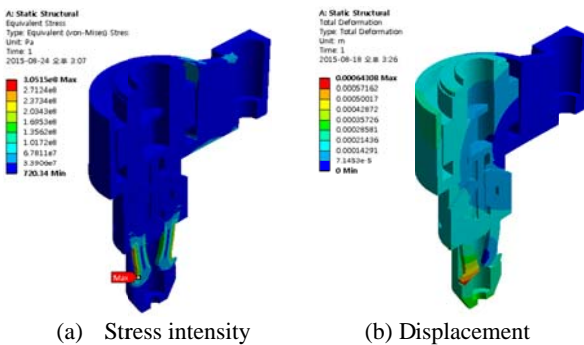 A: Static Structural
Equivalent Stress
Type: Equivalent (von-Mises) Stres
Unit: Pa
Time: 1
2015-08-24 오후 3:07
3.0515e8 Max
2.7124e8
2.3734e8
2.0343e8
1.6953e8
1.3562e8
1.0172e8
6.7811e7
3.3906e7
720.34 Min
Max
(a) Stress intensity
A: Static Structural
Total Deformation
Type: Total Deformation
Unit: m
Time: 1
2015-08-18 오후 3:26
0.00064308 Max
0.00057162
0.00050017
0.00042872
0.00035726
0.00028581
0.00021436
0.00014291
7.1453e-5
0 Min
(b) Displacement